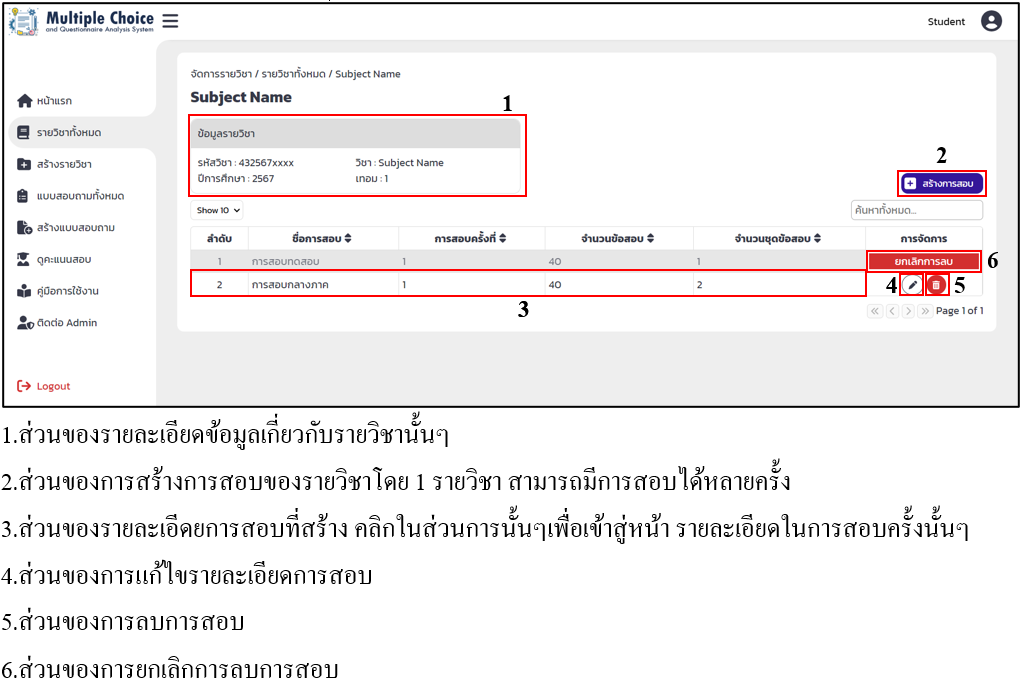 Multiple Choice
and Questionnaire Analysis System
Student
หน้าแรก
รายวิชาทั้งหมด
สร้างรายวิชา
แบบสอบถามทั้งหมด
สร้างแบบสอบถาม
ดูคะแนนสอบ
คู่มือการใช้งาน
ติดต่อ Admin
Logout
จัดการรายวิชา / รายวิชาทั้งหมด / Subject Name
Subject Name
1
ข้อมูลรายวิชา
รหัสวิชา : 432567xxxx วิชา : Subject Name
ปีการศึกษา : 2567 เทอม : 1
2
สร้างการสอบ
Show 10 ค้นหาทั้งหมด...
ลำดับ ชื่อการสอบ การสอบครั้งที่ จำนวนข้อสอบ จำนวนชุดข้อสอบ การจัดการ
1 การสอบทดสอบ 1 40 1 ยกเลิกการลบ 6
2 การสอบกลางภาค 1 40 2 4 5
3
Page 1 of 1
1.ส่วนของรายละเอียดข้อมูลเกี่ยวกับรายวิชานั้นๆ
2.ส่วนของการสร้างการสอบของรายวิชาโดย 1 รายวิชา สามารถมีการสอบได้หลายครั้ง
3.ส่วนของรายละเอีดยการสอบที่สร้าง คลิกในส่วนการนั้นๆเพื่อเข้าสู่หน้า รายละเอียดในการสอบครั้งนั้นๆ
4.ส่วนของการแก้ไขรายละเอียดการสอบ
5.ส่วนของการลบการสอบ
6.ส่วนของการยกเลิกการลบการสอบ